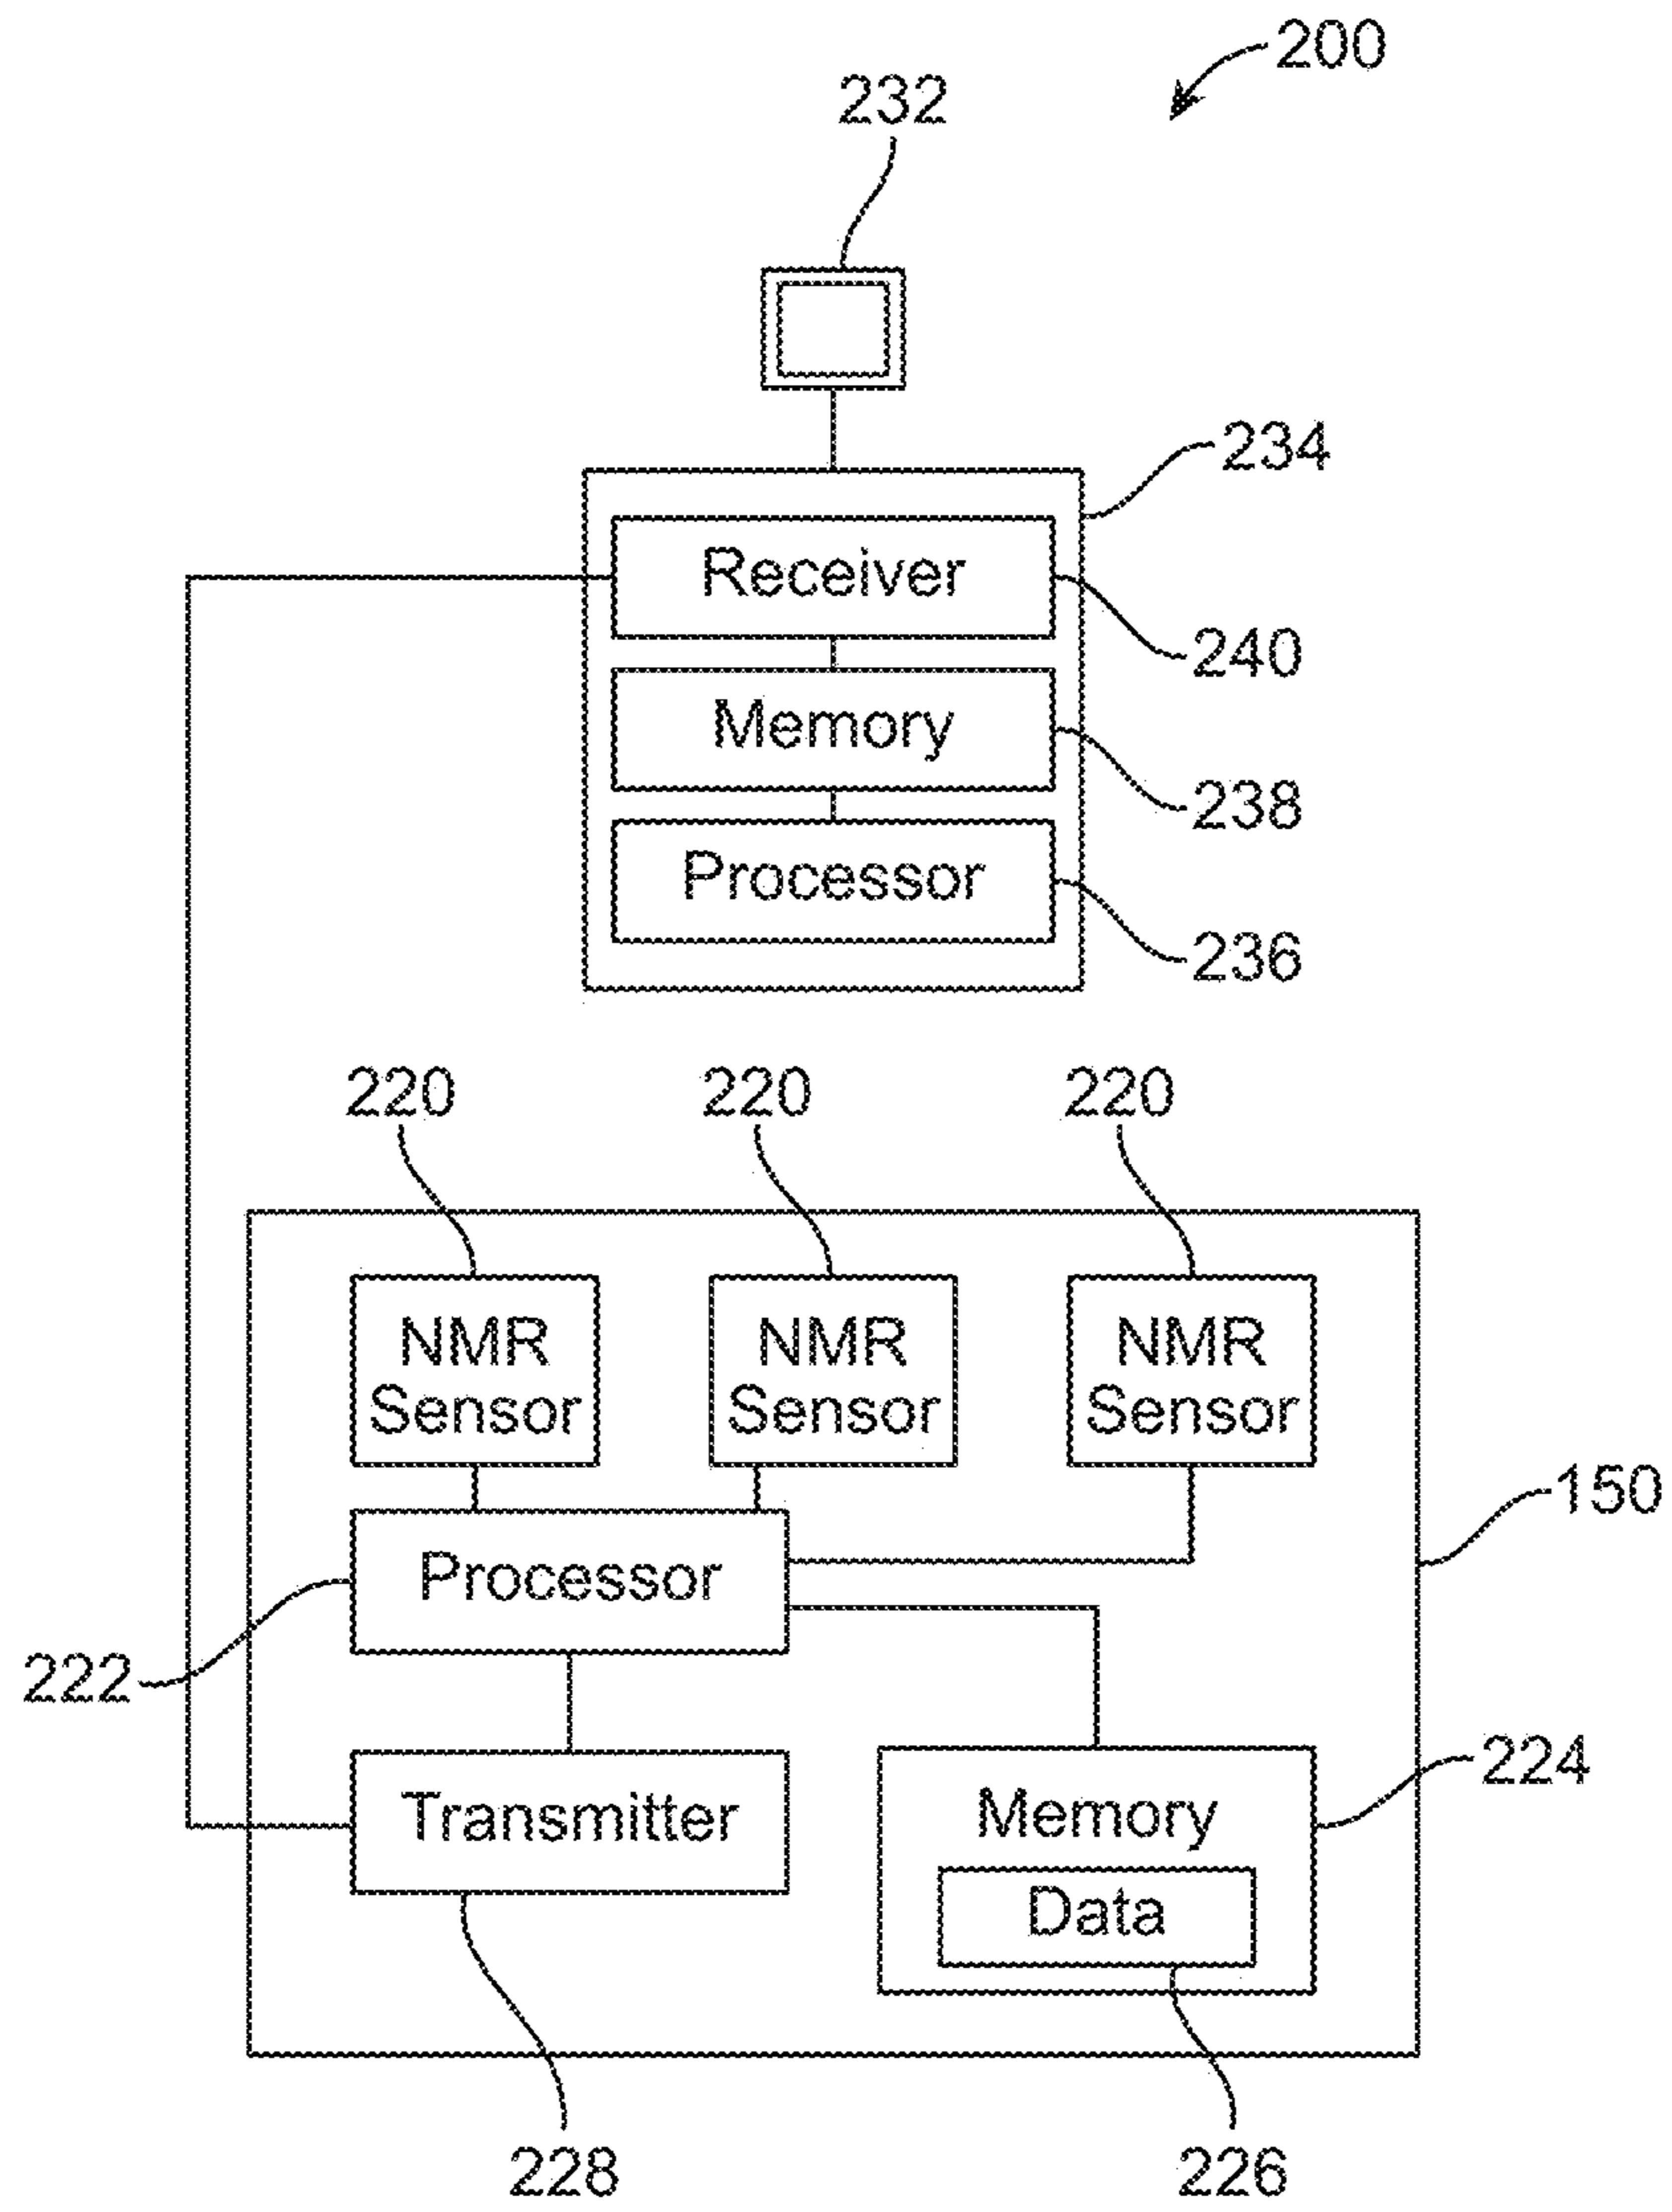 200
232
234
Receiver
240
Memory
238
Processor
236
220 220 220
NMR Sensor NMR Sensor NMR Sensor
150
Processor
222
224
Transmitter
Memory
Data
228 226